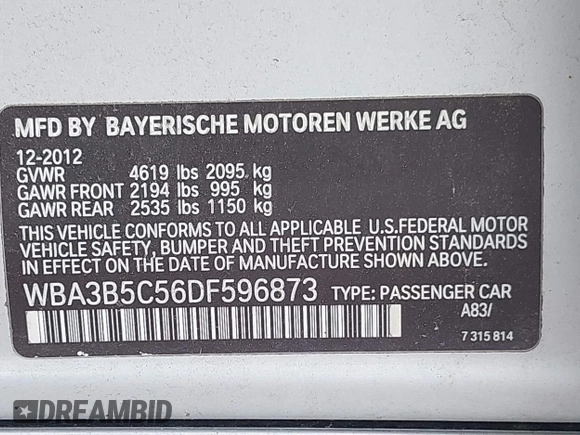 MFD BY BAYERISCHE MOTOREN WERKE AG
12-2012
GVWR 4619 lbs 2095 kg
GAWR FRONT 2194 lbs 995 kg
GAWR REAR 2535 lbs 1150 kg
THIS VEHICLE CONFORMS TO ALL APPLICABLE U.S.FEDERAL MOTOR
VEHICLE SAFETY, BUMPER AND THEFT PREVENTION STANDARDS
IN EFFECT ON THE DATE OF MANUFACTURE SHOWN ABOVE.
WBA3B5C56DF596873 TYPE: PASSENGER CAR
A83/
7 315 814
DREAMBID